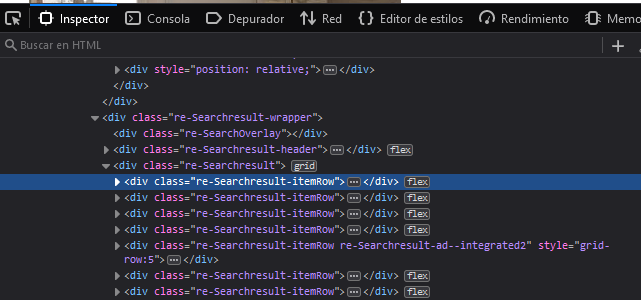 Inspector Consola Depurador Red Editor de estilos Rendimiento Memo
Buscar en HTML
<div style="position: relative;"> </div>
</div>
</div>
<div class="re-Searchresult-wrapper">
<div class="re-SearchOverlay"></div>
<div class="re-Searchresult-header"> </div> flex
<div class="re-Searchresult"> grid
<div class="re-Searchresult-itemRow"> </div> flex
<div class="re-Searchresult-itemRow"> </div> flex
<div class="re-Searchresult-itemRow"> </div> flex
<div class="re-Searchresult-itemRow"> </div> flex
<div class="re-Searchresult-itemRow re-Searchresult-ad--integrated2" style="grid-
row:5"> </div>
<div class="re-Searchresult-itemRow"> </div> flex
<div class="re-Searchresult-itemRow"> </div> flex